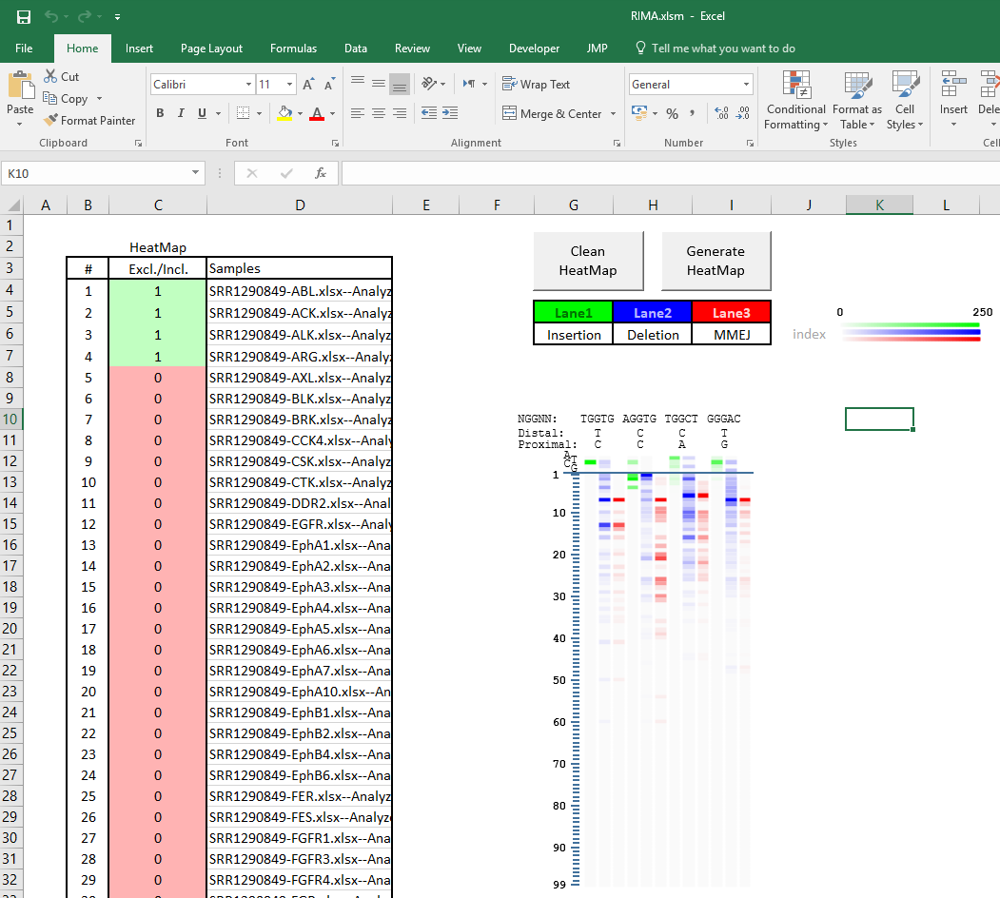 RIMA.xlsm - Excel
File Home Insert Page Layout Formulas Data Review View Developer JMP Tell me what you want to do
Paste
Cut
Copy
Format Painter
Clipboard
Calibri 11
B I U
Font
Wrap Text
Merge & Center
Alignment
General
Number
Conditional Formatting
Format as Table
Cell Styles
Styles
Insert
Dele
Cell
K10
fx
A B C D E F G H I J K L
1
2 HeatMap
3 # Excl./Incl. Samples
4 1 1 SRR1290849-ABL.xlsx--Analyz
5 2 1 SRR1290849-ACK.xlsx--Analyz
6 3 1 SRR1290849-ALK.xlsx--Analyz
7 4 1 SRR1290849-ARG.xlsx--Analyz
8 5 0 SRR1290849-AXL.xlsx--Analyz
9 6 0 SRR1290849-BLK.xlsx--Analyz
10 7 0 SRR1290849-BRK.xlsx--Analyz
11 8 0 SRR1290849-CCK4.xlsx--Analy
12 9 0 SRR1290849-CSK.xlsx--Analyz
13 10 0 SRR1290849-CTK.xlsx--Analyz
14 11 0 SRR1290849-DDR2.xlsx--Anal
15 12 0 SRR1290849-EGFR.xlsx--Analy
16 13 0 SRR1290849-EphA1.xlsx--Ana
17 14 0 SRR1290849-EphA2.xlsx--Ana
18 15 0 SRR1290849-EphA3.xlsx--Ana
19 16 0 SRR1290849-EphA4.xlsx--Ana
20 17 0 SRR1290849-EphA5.xlsx--Ana
21 18 0 SRR1290849-EphA6.xlsx--Ana
22 19 0 SRR1290849-EphA7.xlsx--Ana
23 20 0 SRR1290849-EphA10.xlsx--An
24 21 0 SRR1290849-EphB1.xlsx--Ana
25 22 0 SRR1290849-EphB2.xlsx--Ana
26 23 0 SRR1290849-EphB4.xlsx--Ana
27 24 0 SRR1290849-EphB6.xlsx--Ana
28 25 0 SRR1290849-FER.xlsx--Analyz
29 26 0 SRR1290849-FES.xlsx--Analyz
30 27 0 SRR1290849-FGFR1.xlsx--Ana
31 28 0 SRR1290849-FGFR3.xlsx--Ana
32 29 0 SRR1290849-FGFR4.xlsx--Ana
Clean HeatMap
Generate HeatMap
Lane1 Lane2 Lane3
Insertion Deletion MMEJ
index
0 250
NGGNN: TGGTG AGGTG TGGCT GGGAC
Distal: T C C T
Proximal: C C A G
A
T
C
G
1
10
20
30
40
50
60
70
80
90
99